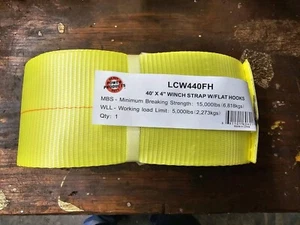 LCW440FH
40' X 4" WINCH STRAP W/FLAT HOOKS
MBS - Minimum Breaking Strength: 15,000lbs(6,818kgs)
WLL - Working load Limit: 5,000lbs(2,273kgs)
Qty: 1